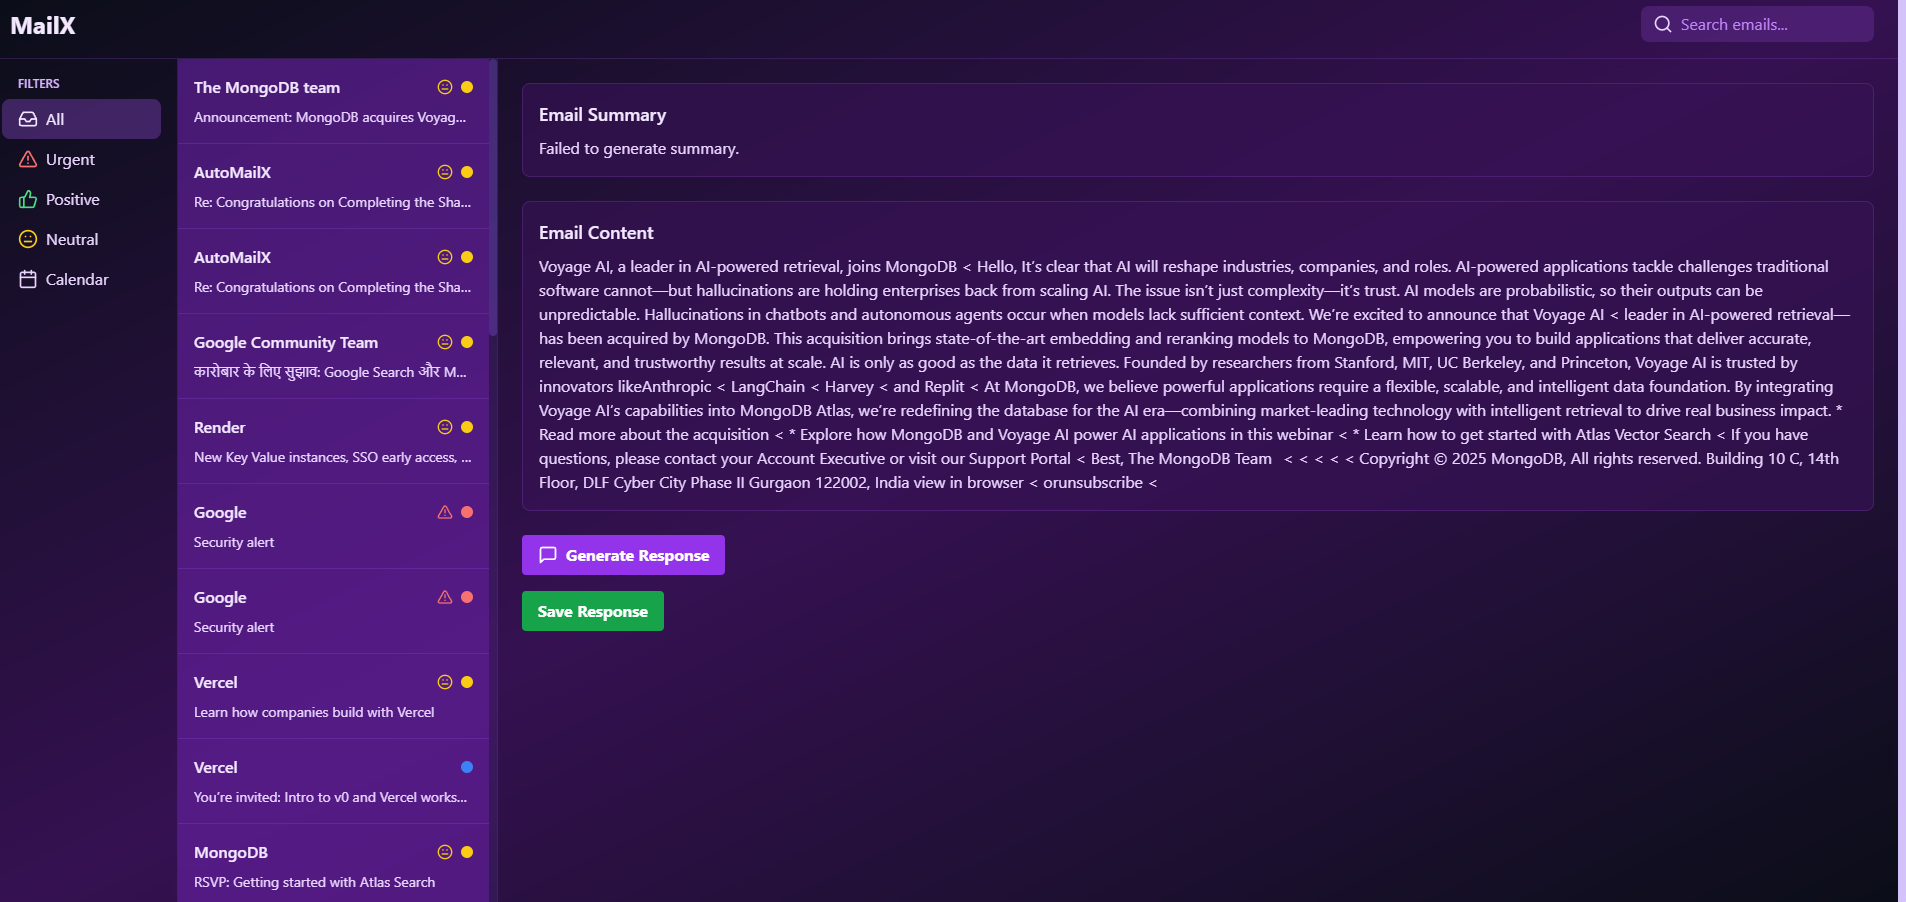 MailX
Search emails...
FILTERS
All
Urgent
Positive
Neutral
Calendar
The MongoDB team
Announcement: MongoDB acquires Voyag...
AutoMailX
Re: Congratulations on Completing the Sha...
AutoMailX
Re: Congratulations on Completing the Sha...
Google Community Team
कारोबार के लिए सुझाव: Google Search और M...
Render
New Key Value instances, SSO early access, ...
Google
Security alert
Google
Security alert
Vercel
Learn how companies build with Vercel
Vercel
You’re invited: Intro to v0 and Vercel works...
MongoDB
RSVP: Getting started with Atlas Search
Email Summary
Failed to generate summary.
Email Content
Voyage AI, a leader in AI-powered retrieval, joins MongoDB < Hello, It’s clear that AI will reshape industries, companies, and roles. AI-powered applications tackle challenges traditional
software cannot—but hallucinations are holding enterprises back from scaling AI. The issue isn’t just complexity—it’s trust. AI models are probabilistic, so their outputs can be
unpredictable. Hallucinations in chatbots and autonomous agents occur when models lack sufficient context. We’re excited to announce that Voyage AI < leader in AI-powered retrieval—
has been acquired by MongoDB. This acquisition brings state-of-the-art embedding and reranking models to MongoDB, empowering you to build applications that deliver accurate,
relevant, and trustworthy results at scale. AI is only as good as the data it retrieves. Founded by researchers from Stanford, MIT, UC Berkeley, and Princeton, Voyage AI is trusted by
innovators likeAnthropic < LangChain < Harvey < and Replit < At MongoDB, we believe powerful applications require a flexible, scalable, and intelligent data foundation. By integrating
Voyage AI’s capabilities into MongoDB Atlas, we’re redefining the database for the AI era—combining market-leading technology with intelligent retrieval to drive real business impact. *
Read more about the acquisition < * Explore how MongoDB and Voyage AI power AI applications in this webinar < * Learn how to get started with Atlas Vector Search < If you have
questions, please contact your Account Executive or visit our Support Portal < Best, The MongoDB Team < < < < < Copyright © 2025 MongoDB, All rights reserved. Building 10 C, 14th
Floor, DLF Cyber City Phase II Gurgaon 122002, India view in browser < orunsubscribe <
Generate Response
Save Response